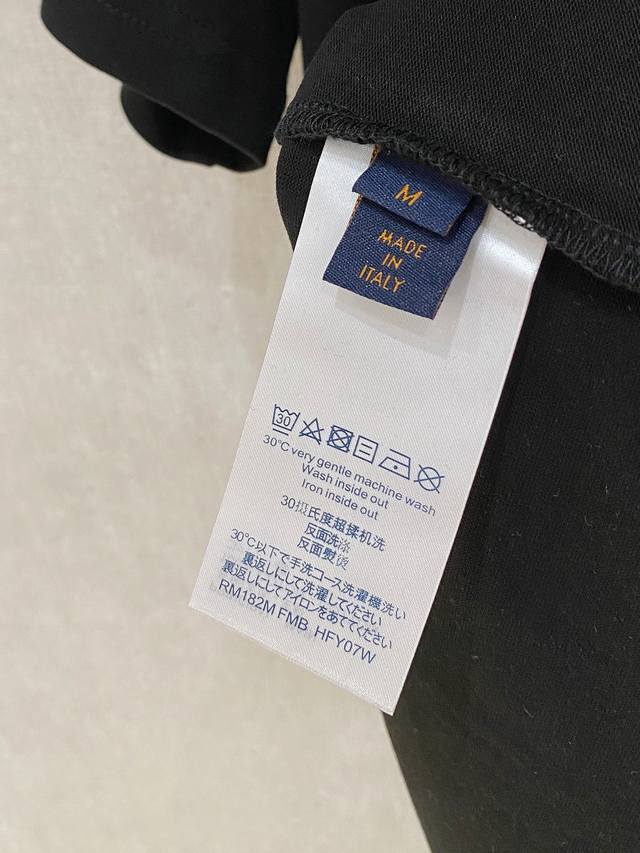 M
MADE
IN
ITALY
30
30°C very gentle machine wash
Wash inside out
Iron inside out
30摄氏度超揉机洗
反面洗涤
反面熨烫
30℃以下で手洗コース洗濯機洗い
裏返しにして洗濯してください
裏返しにしてアイロンをあててください
RM182M FMB HFY07W